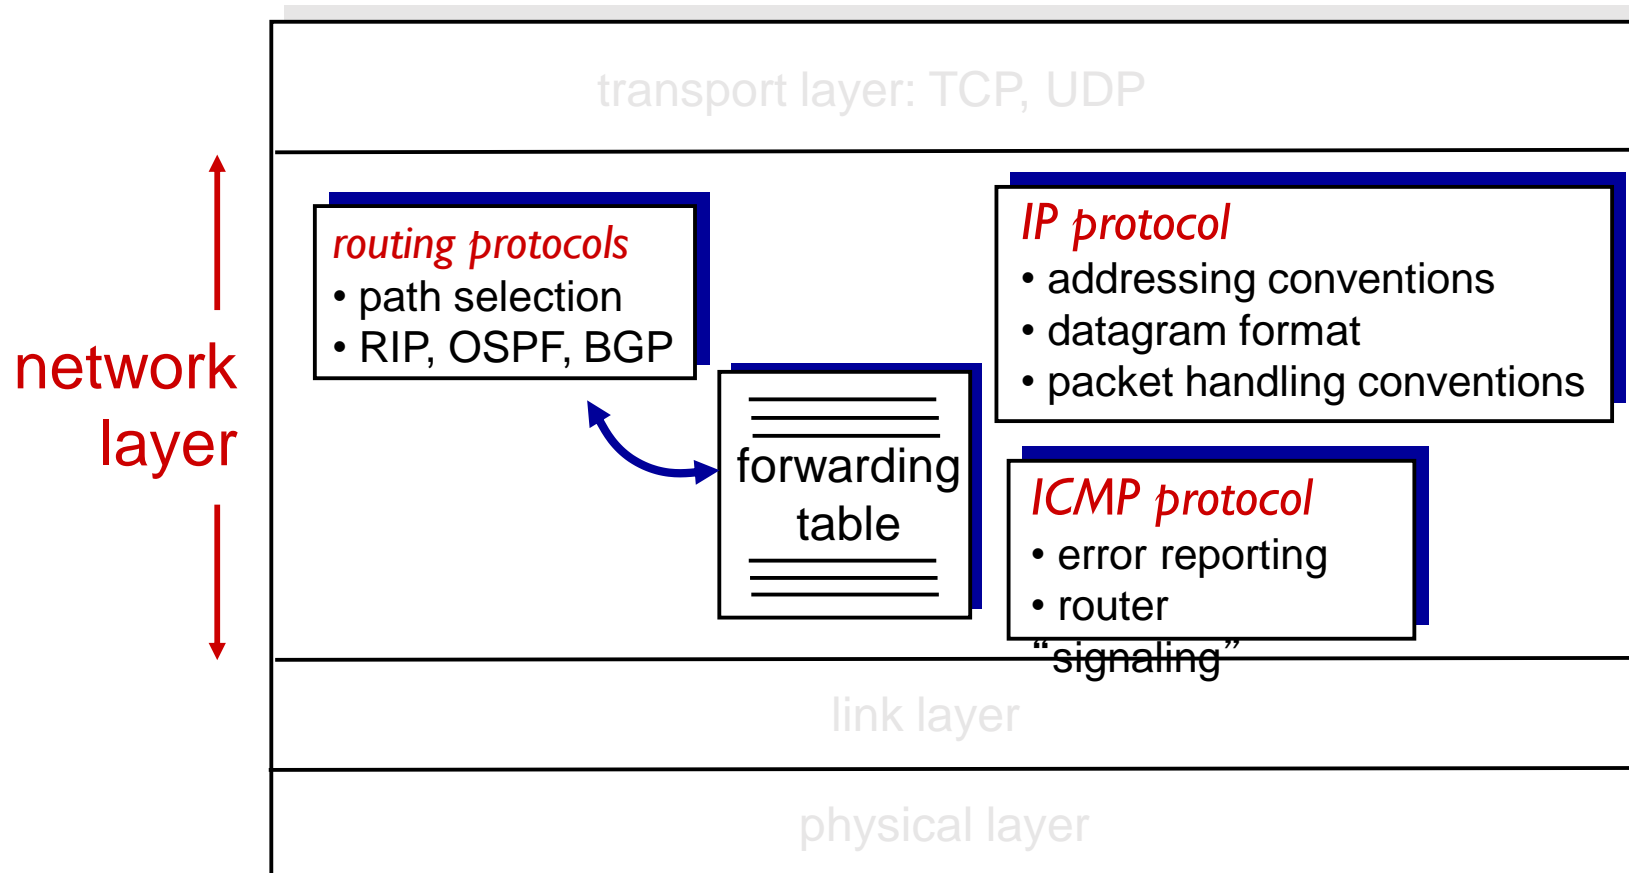 transport layer: TCP, UDP
network
layer
routing protocols
• path selection
• RIP, OSPF, BGP
forwarding
table
IP protocol
• addressing conventions
• datagram format
• packet handling conventions
ICMP protocol
• error reporting
• router
“signaling”
link layer
physical layer